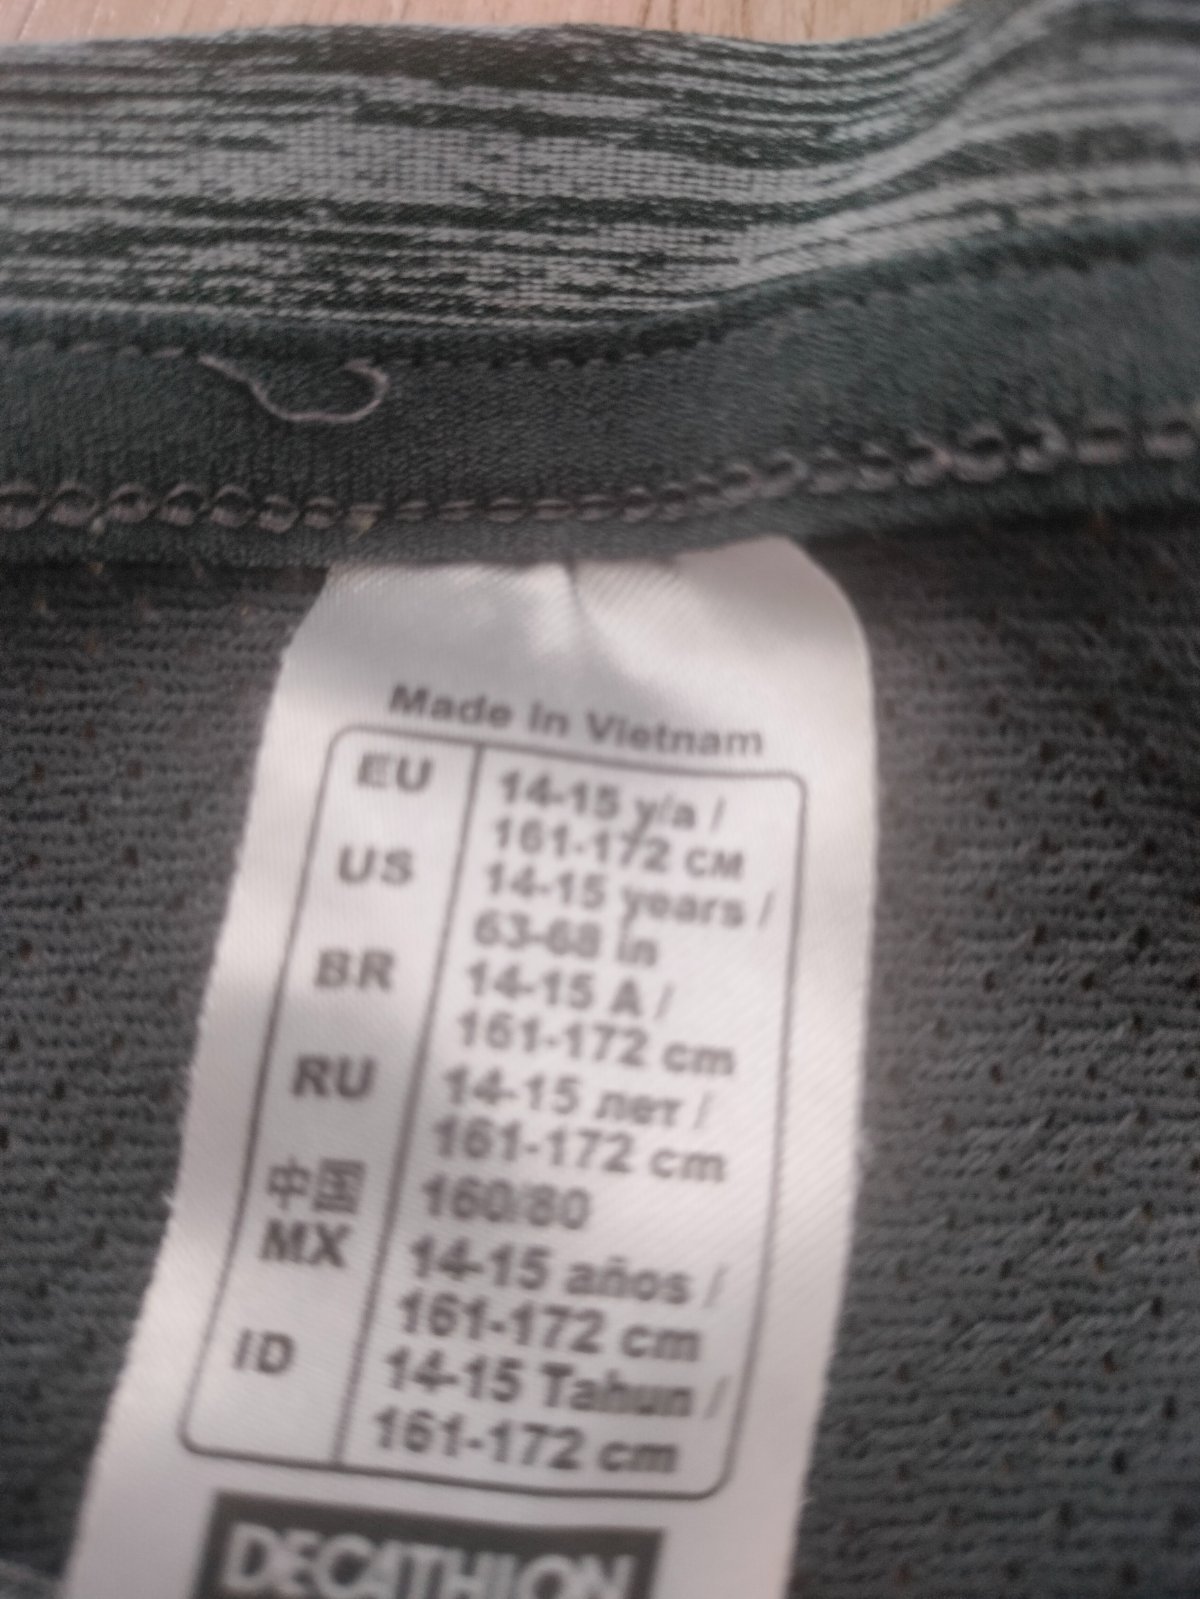 Made in Vietnam
EU 14-15 y/a /
161-172 см
US 14-15 years /
63-68 in
BR 14-15 A /
161-172 cm
RU 14-15 лет /
161-172 cm
中国 160/80
MX 14-15 años /
161-172 cm
ID 14-15 Tahun /
161-172 cm
DECATHLON